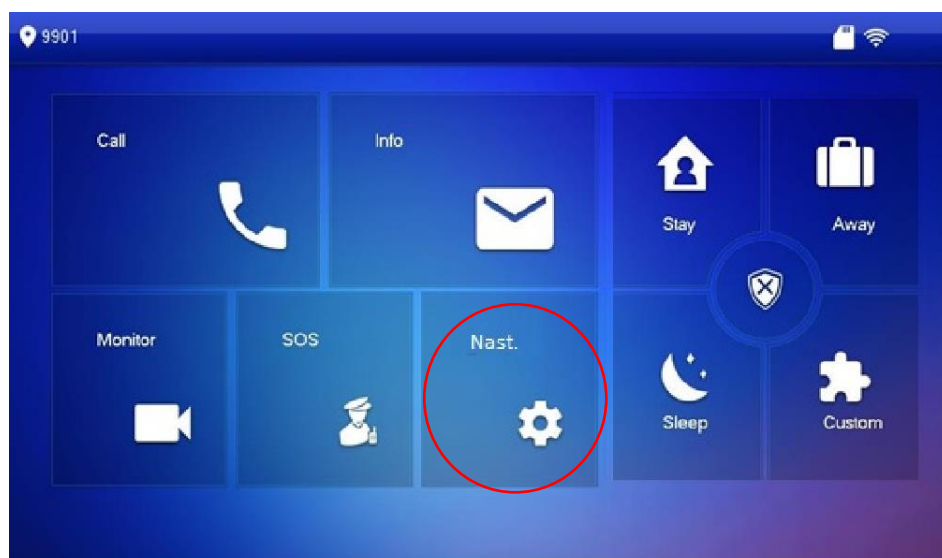 9901
Call
Info
Stay
Away
Monitor
SOS
Nast.
Sleep
Custom